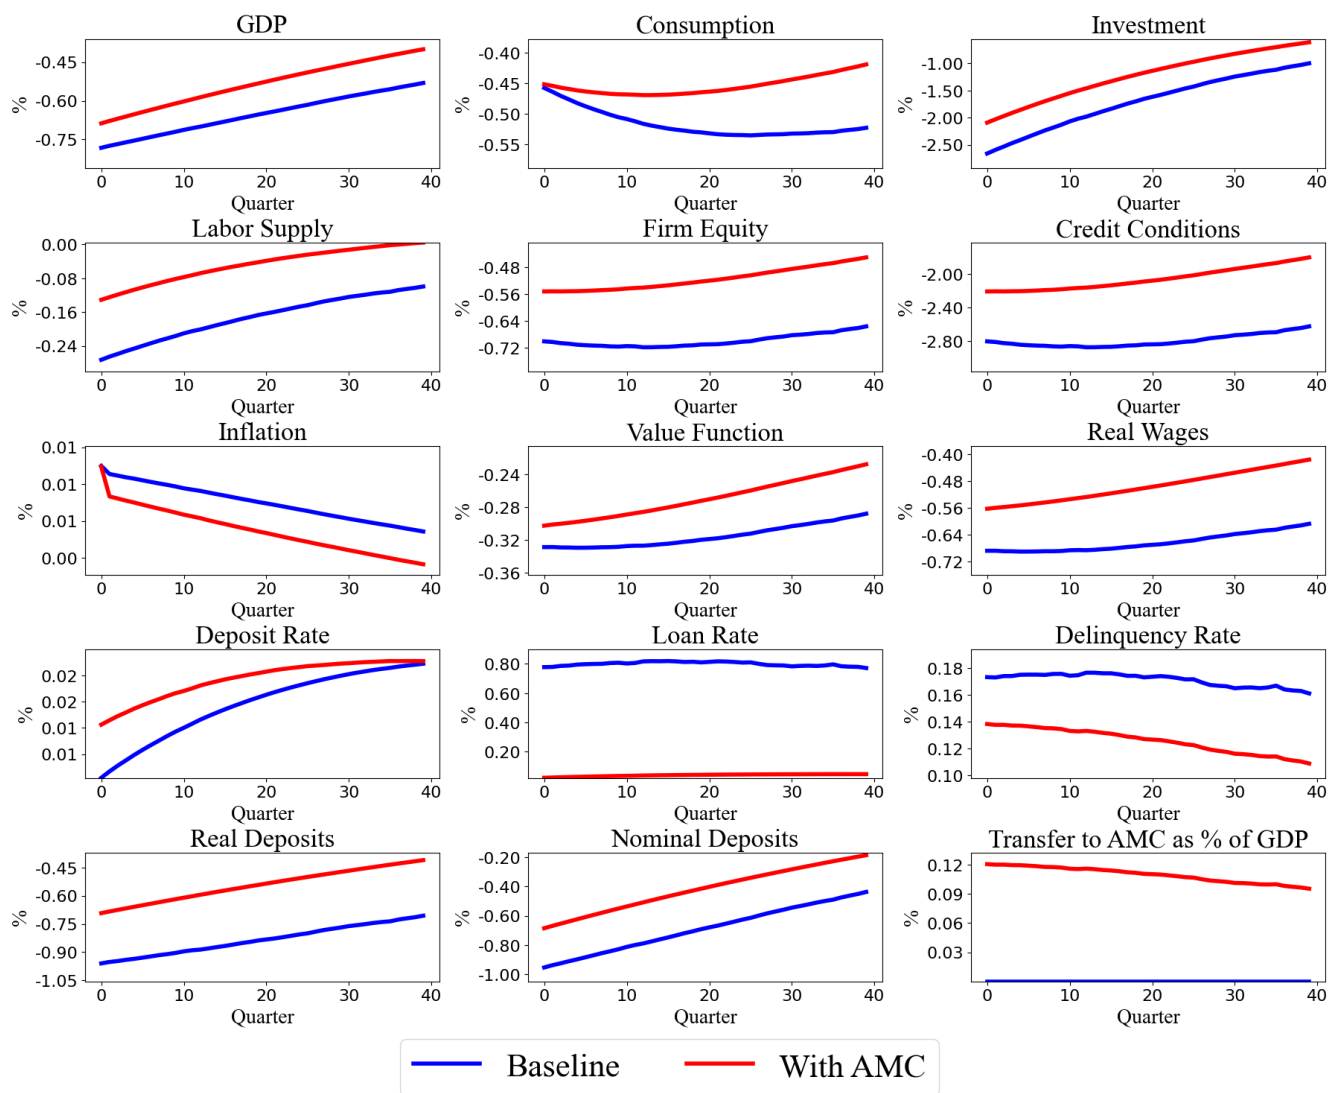 GDP
Consumption
Investment
-0.45
-0.60
-0.75
%
0 10 20 30 40
Quarter
-0.40
-0.45
-0.50
-0.55
%
0 10 20 30 40
Quarter
-1.00
-1.50
-2.00
-2.50
%
0 10 20 30 40
Quarter
Labor Supply
Firm Equity
Credit Conditions
0.00
-0.08
-0.16
-0.24
%
0 10 20 30 40
Quarter
-0.48
-0.56
-0.64
-0.72
%
0 10 20 30 40
Quarter
-2.00
-2.40
-2.80
%
0 10 20 30 40
Quarter
Inflation
Value Function
Real Wages
0.01
0.01
0.01
0.00
%
0 10 20 30 40
Quarter
-0.24
-0.28
-0.32
-0.36
%
0 10 20 30 40
Quarter
-0.40
-0.48
-0.56
-0.64
-0.72
%
0 10 20 30 40
Quarter
Deposit Rate
Loan Rate
Delinquency Rate
0.02
0.02
0.01
0.01
%
0 10 20 30 40
Quarter
0.80
0.60
0.40
0.20
%
0 10 20 30 40
Quarter
0.18
0.16
0.14
0.12
0.10
%
0 10 20 30 40
Quarter
Real Deposits
Nominal Deposits
Transfer to AMC as % of GDP
-0.45
-0.60
-0.75
-0.90
-1.05
%
0 10 20 30 40
Quarter
-0.20
-0.40
-0.60
-0.80
-1.00
%
0 10 20 30 40
Quarter
0.12
0.09
0.06
0.03
%
0 10 20 30 40
Quarter
Baseline
With AMC